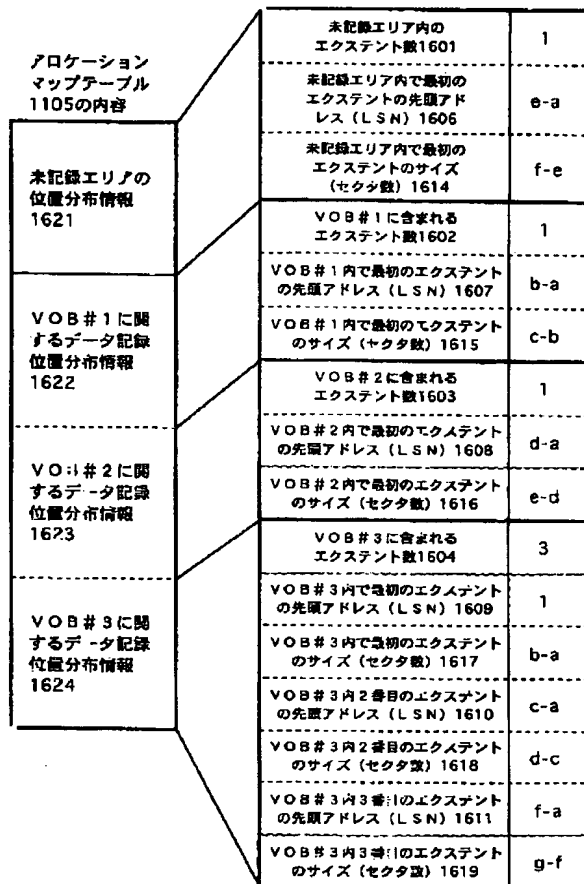 アロケーション
マップテーブル
1105の内容
未記録エリアの
位置分布情報
1621
VOB#1に関
するデータ記録
位置分布情報
1622
VOB#2に関
するデータ記録
位置分布情報
1623
VOB#3に関
するデータ記録
位置分布情報
1624
未記録エリア内の
エクステント数1601
1
未記録エリア内で最初の
エクステントの先頭アド
レス(LSN)1606
e-a
未記録エリア内で最初の
エクステントのサイズ
(セクタ数)1614
f-e
VOB#1に含まれる
エクステント数1602
1
VOB#1内で最初のエクステント
の先頭アドレス(LSN)1607
b-a
VOB#1内で最初のエクステント
のサイズ(セクタ数)1615
c-b
VOB#2に含まれる
エクステント数1603
1
VOB#2内で最初のエクステント
の先頭アドレス(LSN)1608
d-a
VOB#2内で最初のエクステント
のサイズ(セクタ数)1616
e-d
VOB#3に含まれる
エクステント数1604
3
VOB#3内で最初のエクステント
の先頭アドレス(LSN)1609
1
VOB#3内で最初のエクステント
のサイズ(セクタ数)1617
b-a
VOB#3内2番目のエクステント
の先頭アドレス(LSN)1610
c-a
VOB#3内2番目のエクステント
のサイズ(セクタ数)1618
d-c
VOB#3内3番目のエクステント
の先頭アドレス(LSN)1611
f-a
VOB#3内3番目のエクステント
のサイズ(セクタ数)1619
g-f